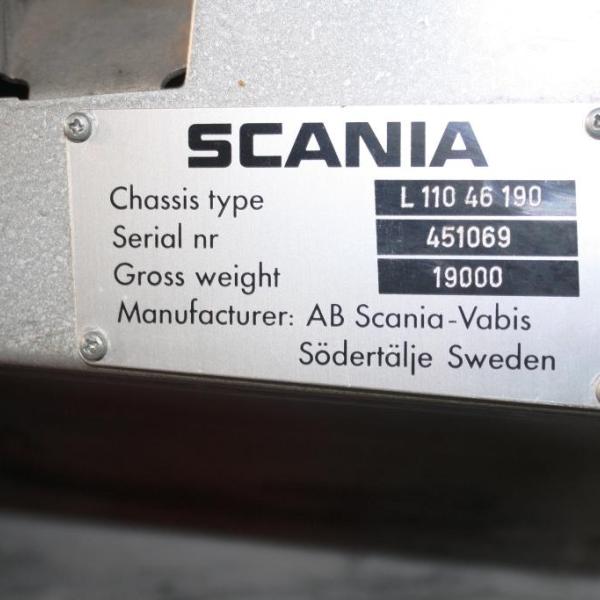 SCANIA
Chassis type L 110 46 190
Serial nr 451069
Gross weight 19000
Manufacturer: AB Scania-Vabis
Södertälje Sweden